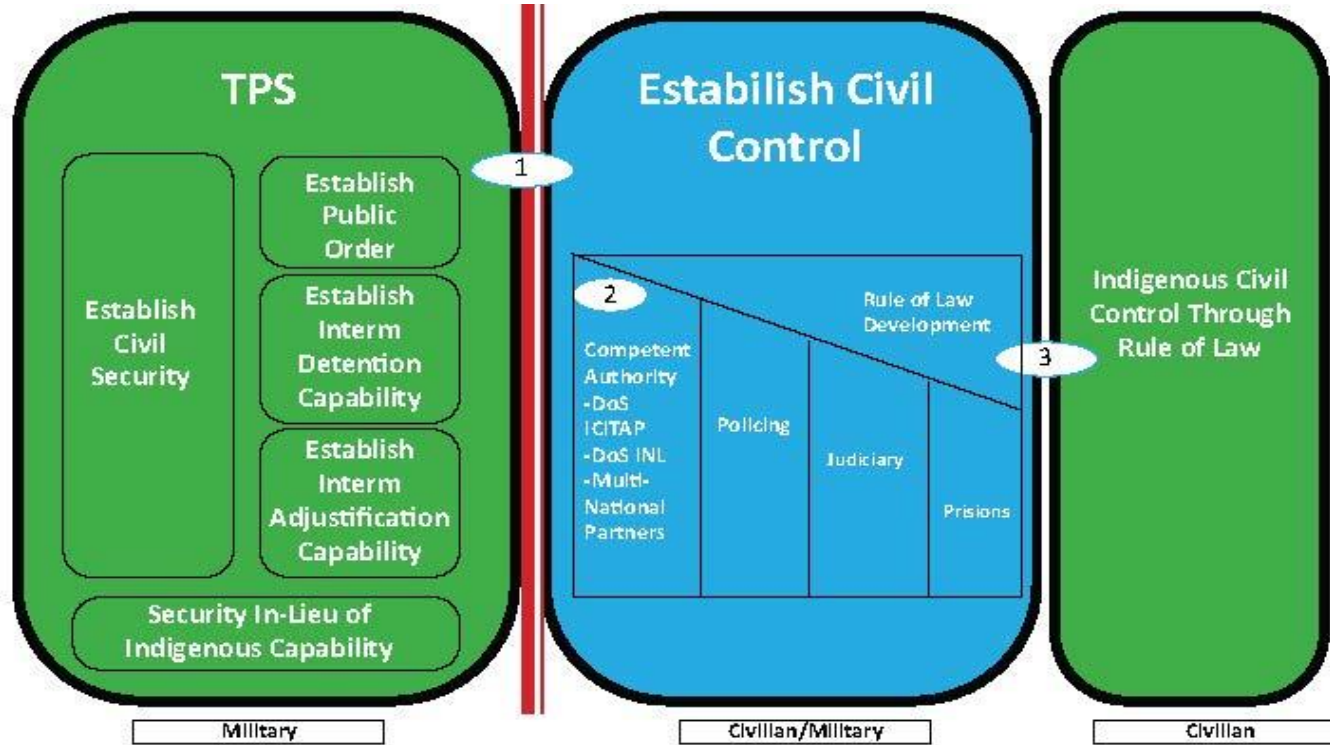 TPS
Establish
Civil
Security
Establish
Public
Order
Establish
Interm
Detention
Capability
Establish
Interm
Adjustification
Capability
Security In-Lieu of
Indigenous Capability
Military
1
Estabilish Civil
Control
2
Rule of Law
Development
Competent
Authority
-DoS
ICITAP
-DoS INL
-Multi-
National
Partners
Policing
Judiciary
Prisions
Civilian/Military
3
Indigenous Civil
Control Through
Rule of Law
Civilian